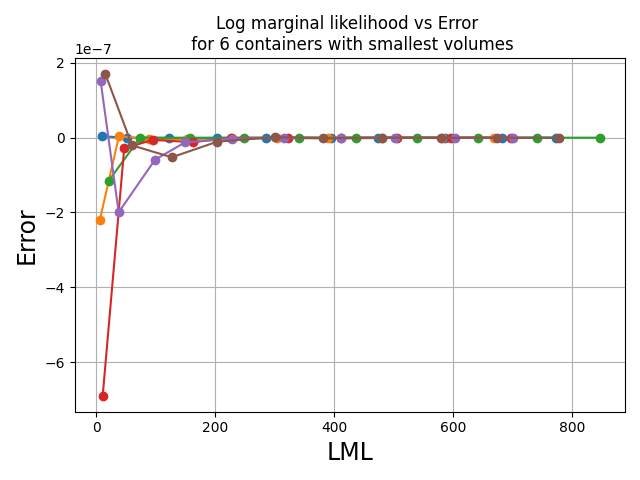 Log marginal likelihood vs Error
for 6 containers with smallest volumes
1e−7
2
0
−2
−4
−6
Error
0 200 400 600 800
LML